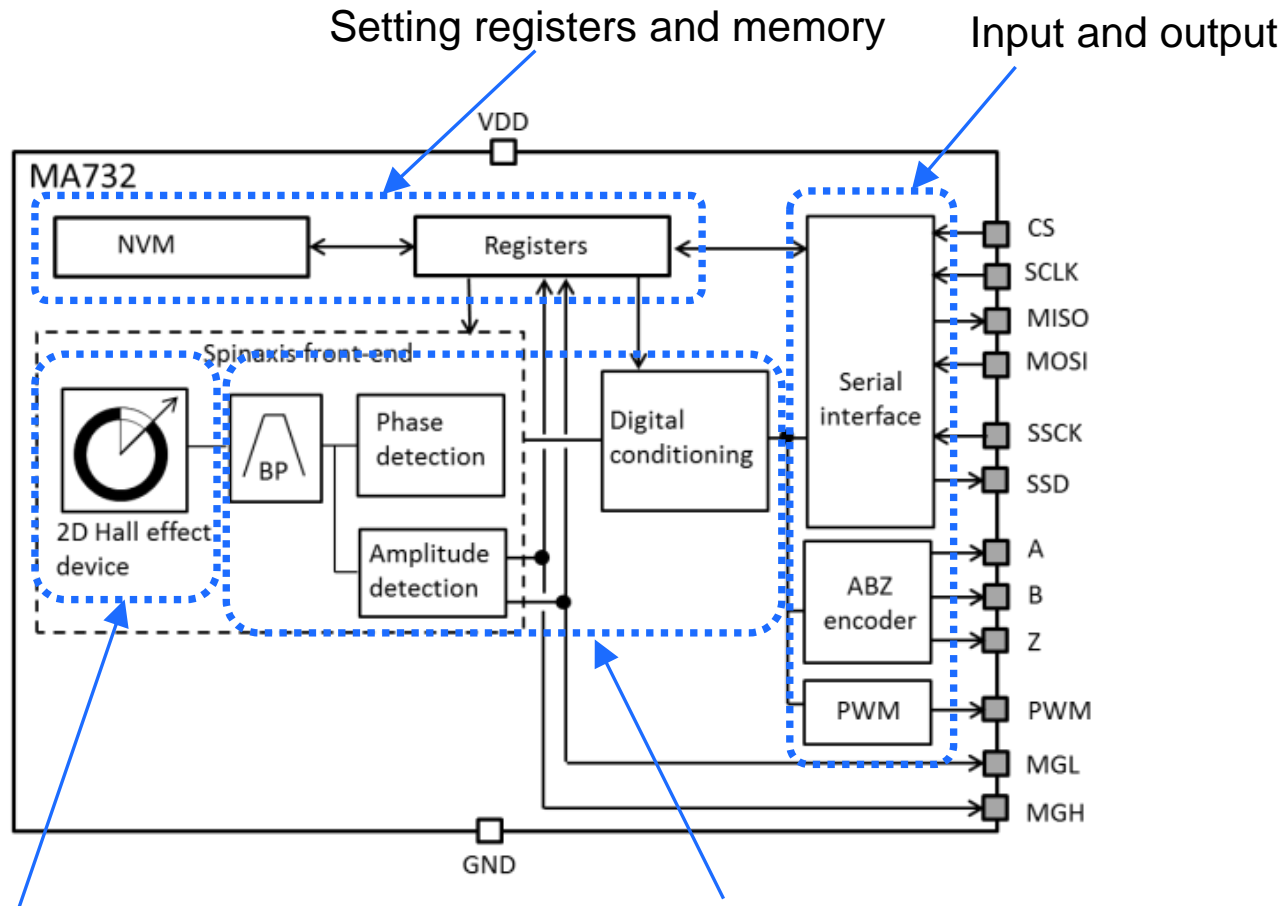 Setting registers and memory
Input and output
VDD
MA732
NVM
Registers
CS
SCLK
MISO
MOSI
SSCK
SSD
Serial
interface
Spinaxis front-end
BP
Phase
detection
Digital
conditioning
2D Hall effect
device
Amplitude
detection
ABZ
encoder
A
B
Z
PWM
PWM
MGL
MGH
GND